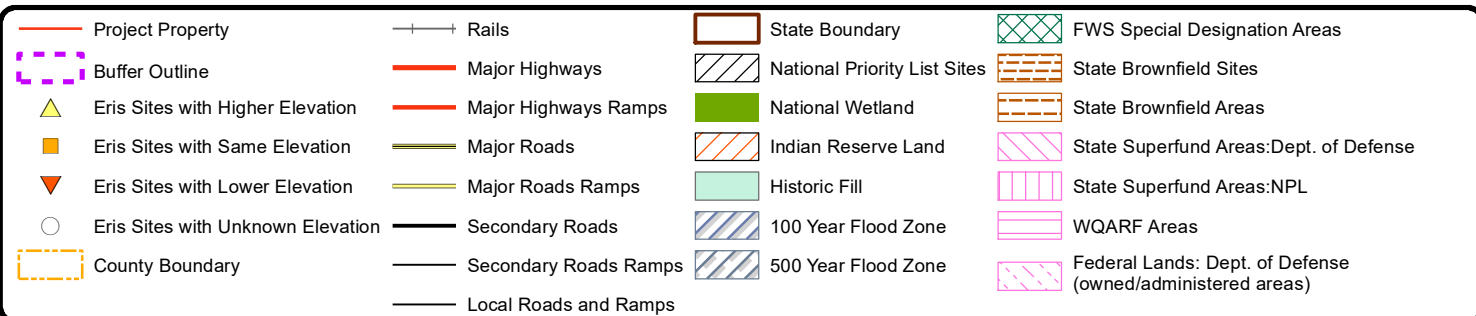 Project Property
Buffer Outline
Eris Sites with Higher Elevation
Eris Sites with Same Elevation
Eris Sites with Lower Elevation
Eris Sites with Unknown Elevation
County Boundary
Rails
Major Highways
Major Highways Ramps
Major Roads
Major Roads Ramps
Secondary Roads
Secondary Roads Ramps
Local Roads and Ramps
State Boundary
National Priority List Sites
National Wetland
Indian Reserve Land
Historic Fill
100 Year Flood Zone
500 Year Flood Zone
FWS Special Designation Areas
State Brownfield Sites
State Brownfield Areas
State Superfund Areas:Dept. of Defense
State Superfund Areas:NPL
WQARF Areas
Federal Lands: Dept. of Defense
(owned/administered areas)